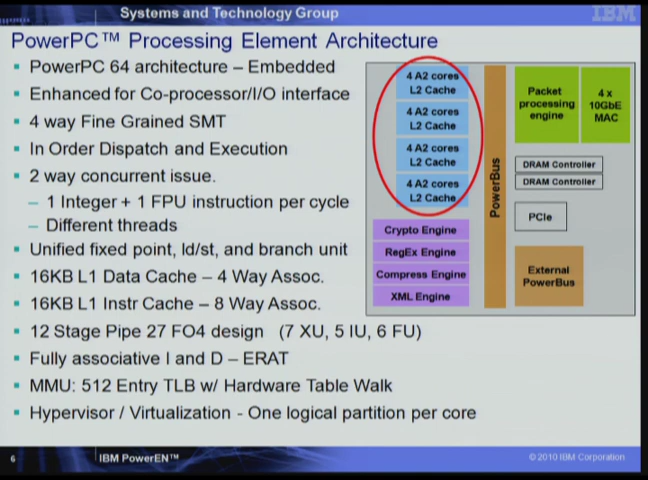 Systems and Technology Group
IBM
PowerPC™ Processing Element Architecture
PowerPC 64 architecture – Embedded
Enhanced for Co-processor/I/O interface
4 way Fine Grained SMT
In Order Dispatch and Execution
2 way concurrent issue.
– 1 Integer + 1 FPU instruction per cycle
– Different threads
Unified fixed point, ld/st, and branch unit
16KB L1 Data Cache – 4 Way Assoc.
16KB L1 Instr Cache – 8 Way Assoc.
12 Stage Pipe 27 FO4 design (7 XU, 5 IU, 6 FU)
Fully associative I and D – ERAT
MMU: 512 Entry TLB w/ Hardware Table Walk
Hypervisor / Virtualization - One logical partition per core
4 A2 cores
L2 Cache
4 A2 cores
L2 Cache
4 A2 cores
L2 Cache
4 A2 cores
L2 Cache
Crypto Engine
RegEx Engine
Compress Engine
XML Engine
PowerBus
Packet
processing
engine
4 x
10GbE
MAC
DRAM Controller
DRAM Controller
PCIe
External
PowerBus
6
IBM PowerEN™
© 2010 IBM Corporation